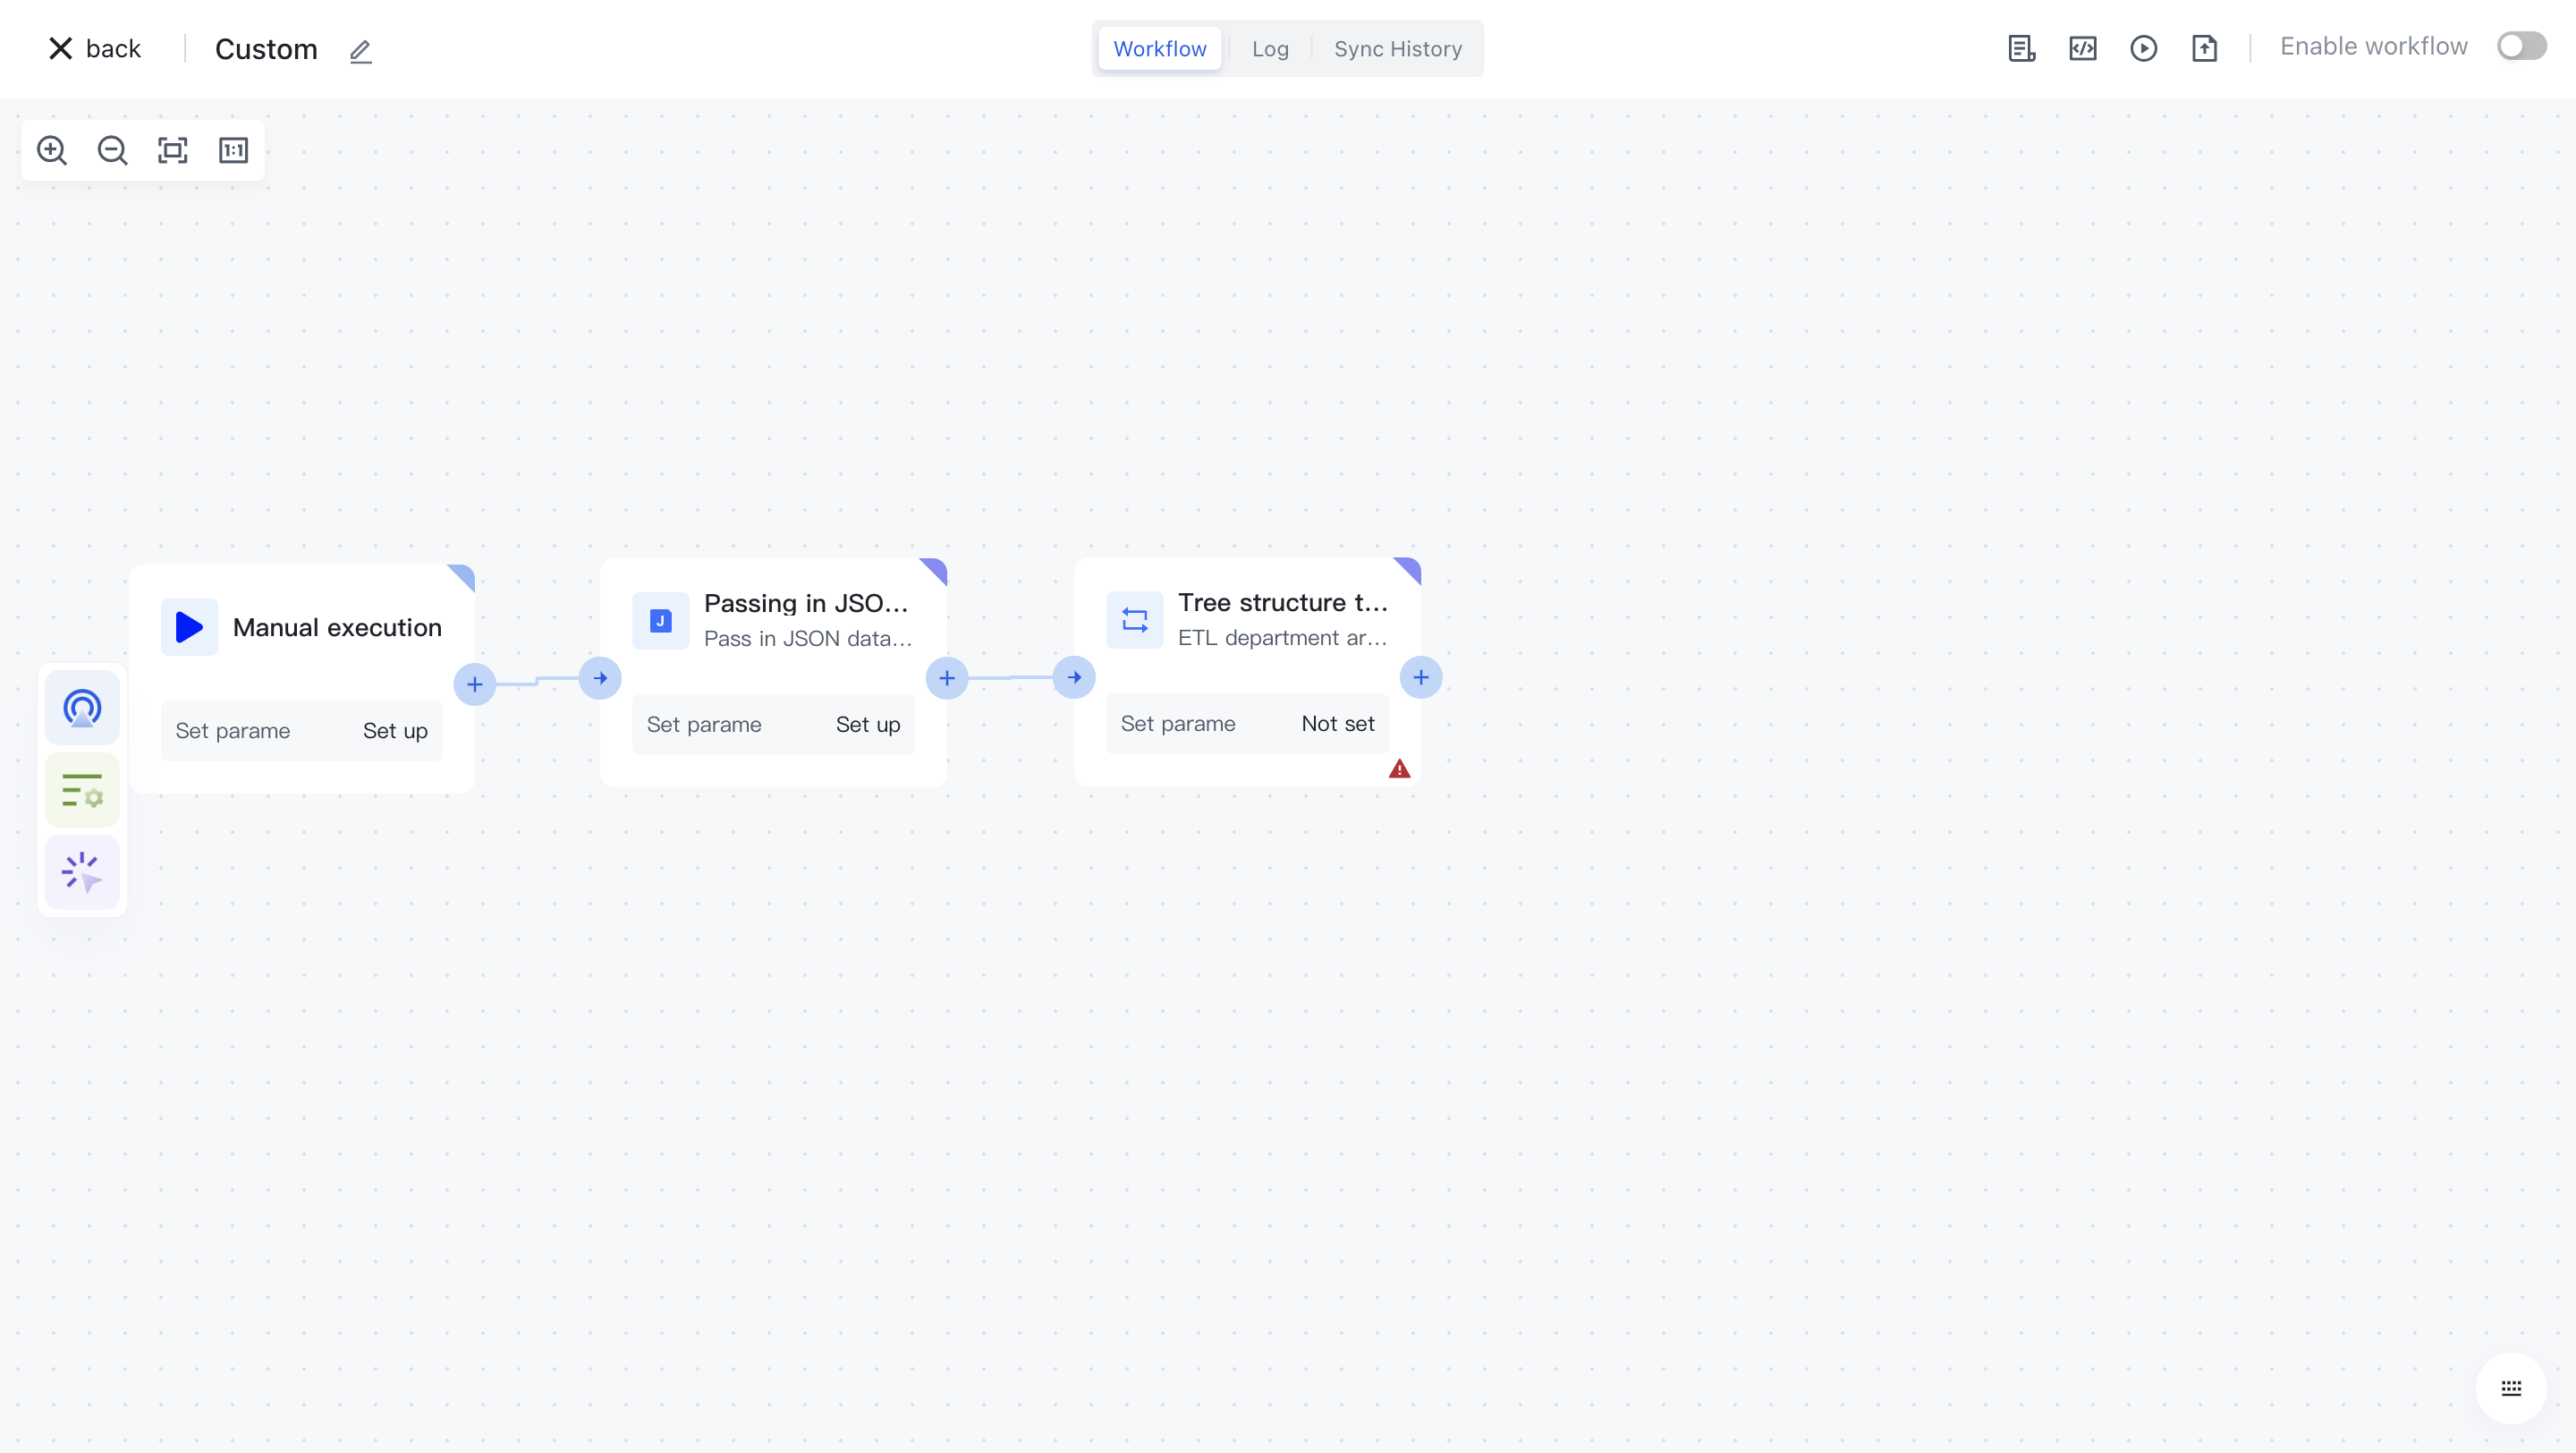 back
Custom
Workflow
Log
Sync History
Enable workflow
1:1
Manual execution
Set parame
Set up
J
Passing in JSO...
Pass in JSON data...
Set parame
Set up
Tree structure t...
ETL department ar...
Set parame
Not set